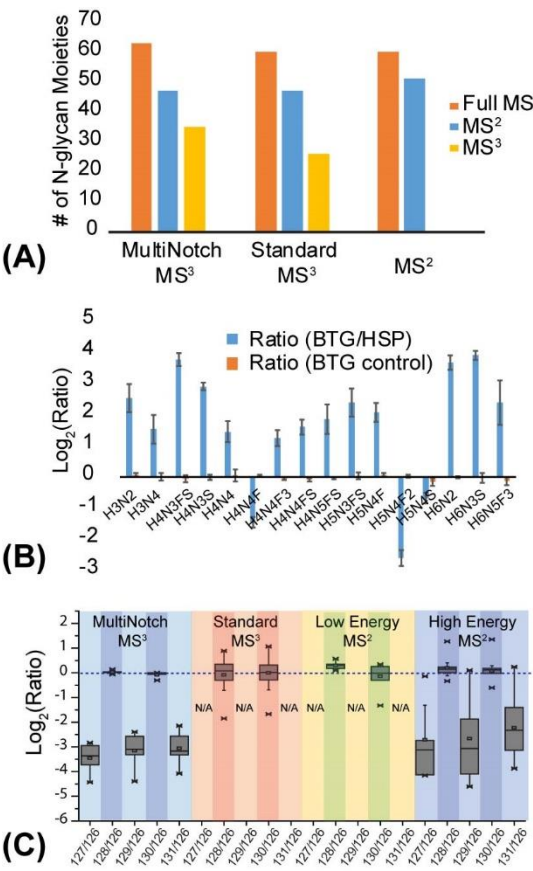 70
60
50
40
30
20
10
0
# of N-glycan Moieties
Full MS
MS²
MS³
MultiNotch MS³
Standard MS³
MS²
(A)
5
4
3
2
1
0
-1
-2
-3
Log₂(Ratio)
Ratio (BTG/HSP)
Ratio (BTG control)
H3N2
H3N4
H4N3FS
H4N3S
H4N4
H4N4F
H4N4F3
H4N4FS
H4N5FS
H5N3FS
H5N4F
H5N4F2
H5N4S
H6N2
H6N3S
H6N5F3
(B)
MultiNotch MS³
Standard MS³
Low Energy MS²
High Energy MS²
2
1
0
-1
-2
-3
-4
-5
-6
Log₂(Ratio)
N/A N/A N/A N/A N/A N/A
127/126 128/126 129/126 130/126 131/126 127/126 128/126 129/126 130/126 131/126 127/126 128/126 129/126 130/126 131/126 127/126 128/126 129/126 130/126 131/126
(C)